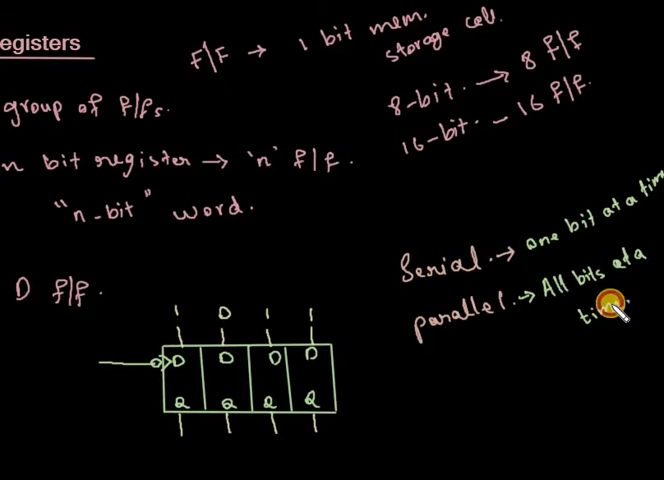 egisters
F/F → 1 bit mem.
storage cell.
group of f/fs.
8-bit. → 8 f/f
16-bit. - 16 f/f.
n bit register → 'n' f/f.
"n-bit" word.
Serial. → one bit at a time
D f/f.
parallel. → All bits at a
time.
1 0 1 1
D D D D
Q Q Q Q